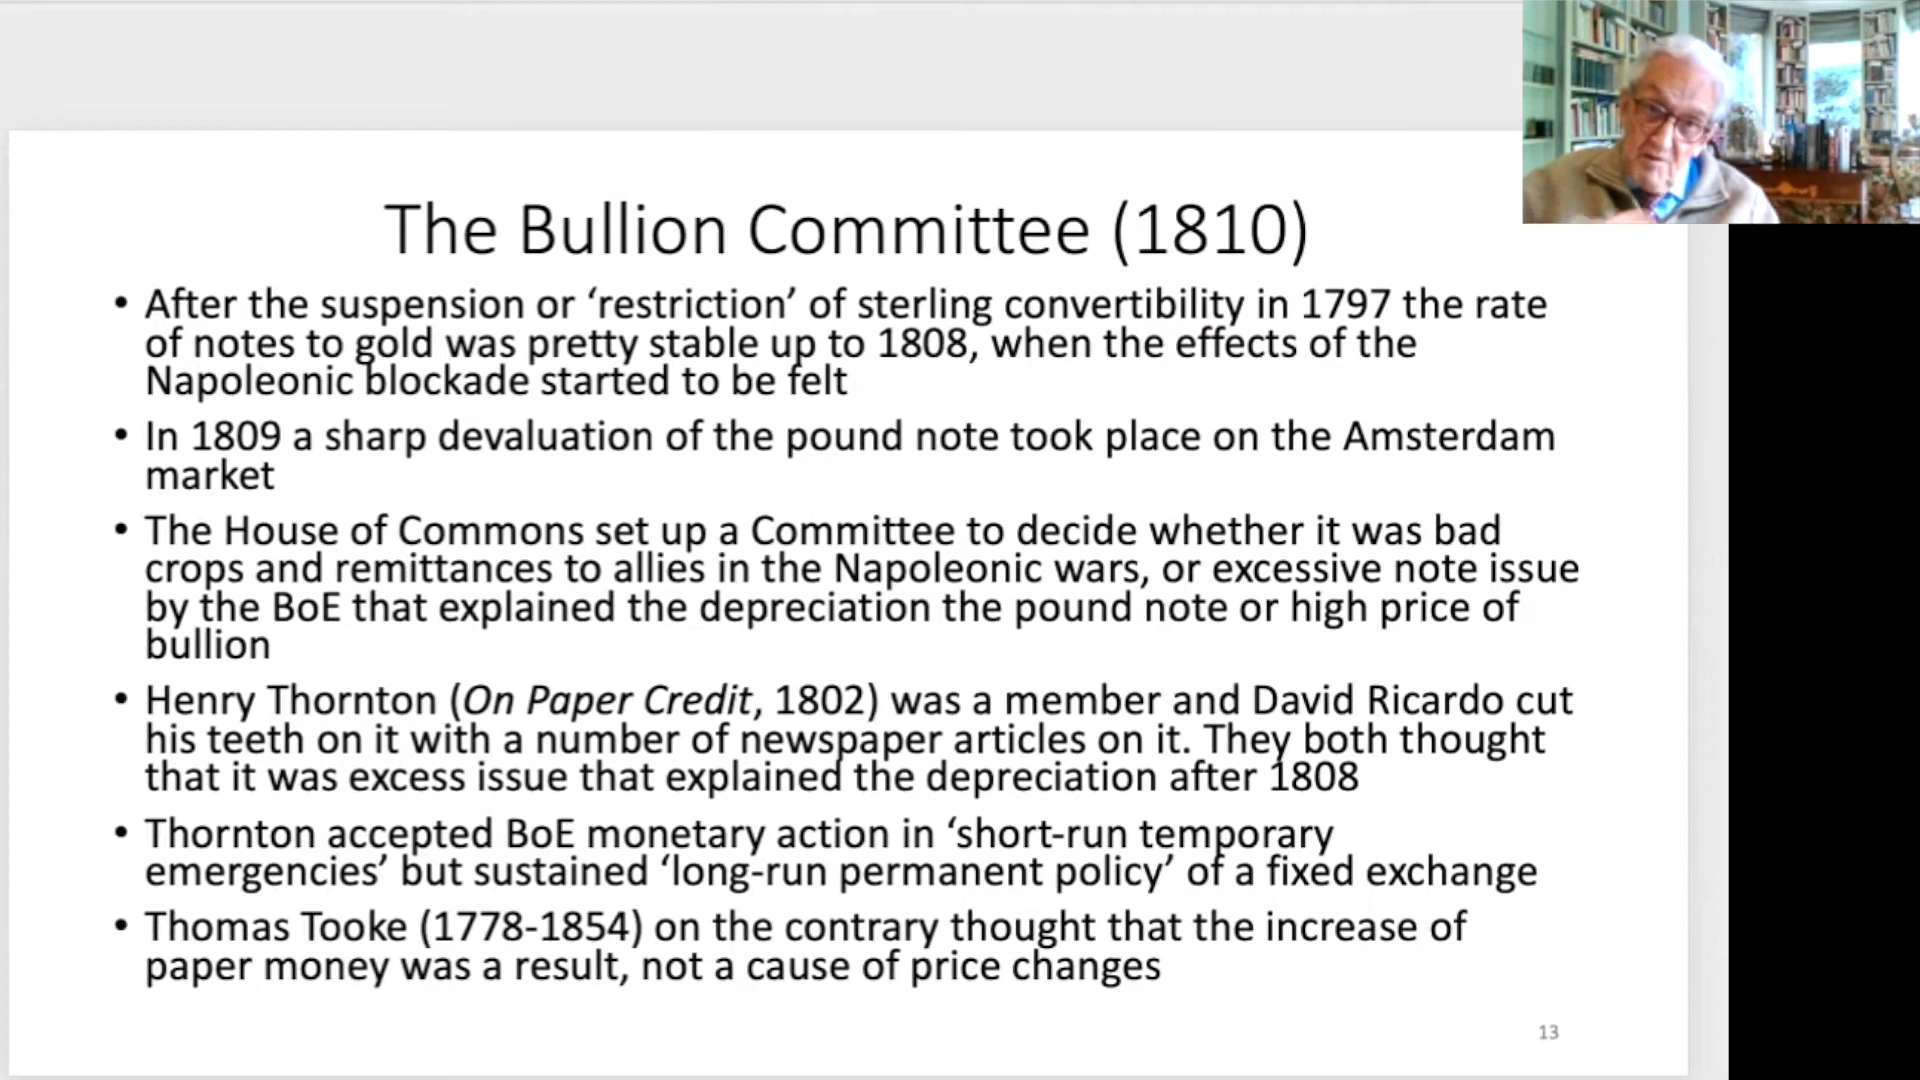 The Bullion Committee (1810)
• After the suspension or ‘restriction’ of sterling convertibility in 1797 the rate
of notes to gold was pretty stable up to 1808, when the effects of the
Napoleonic blockade started to be felt
• In 1809 a sharp devaluation of the pound note took place on the Amsterdam
market
• The House of Commons set up a Committee to decide whether it was bad
crops and remittances to allies in the Napoleonic wars, or excessive note issue
by the BoE that explained the depreciation the pound note or high price of
bullion
• Henry Thornton (On Paper Credit, 1802) was a member and David Ricardo cut
his teeth on it with a number of newspaper articles on it. They both thought
that it was excess issue that explained the depreciation after 1808
• Thornton accepted BoE monetary action in ‘short-run temporary
emergencies’ but sustained ‘long-run permanent policy’ of a fixed exchange
• Thomas Tooke (1778-1854) on the contrary thought that the increase of
paper money was a result, not a cause of price changes
13